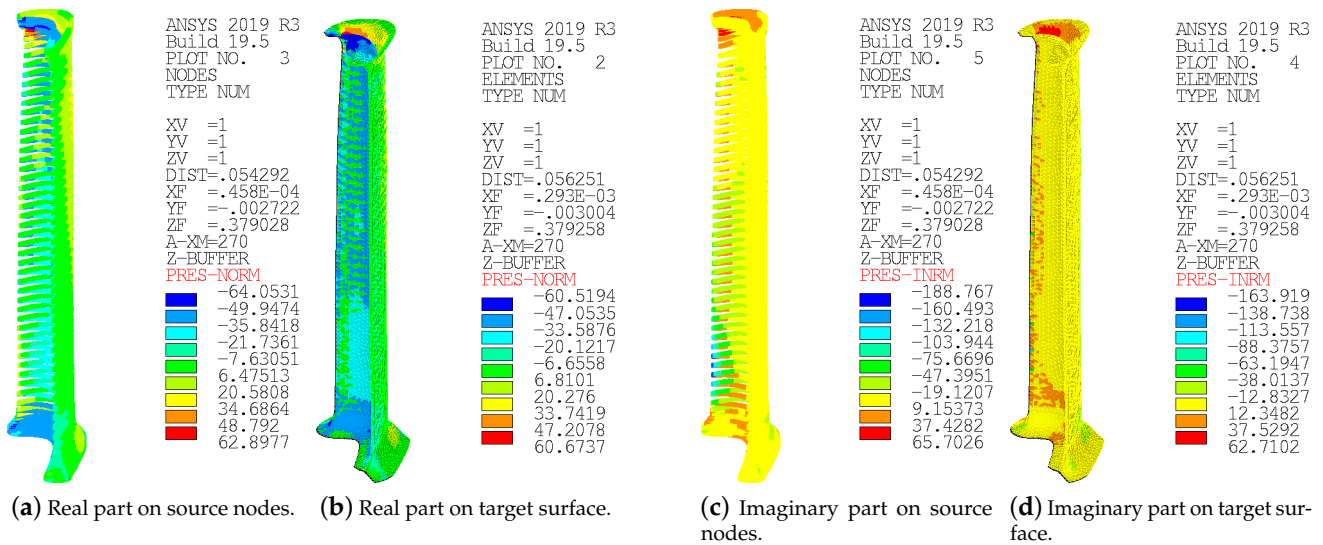 ANSYS 2019 R3
Build 19.5
PLOT NO. 3
NODES
TYPE NUM
XV =1
YV =1
ZV =1
DIST=.054292
XF =.458E-04
YF =-.002722
ZF =.379028
A-XM=270
Z-BUFFER
PRES-NORM
-64.0531
-49.9474
-35.8418
-21.7361
-7.63051
6.47513
20.5808
34.6864
48.792
62.8977
ANSYS 2019 R3
Build 19.5
PLOT NO. 2
ELEMENTS
TYPE NUM
XV =1
YV =1
ZV =1
DIST=.056251
XF =.293E-03
YF =-.003004
ZF =.379258
A-XM=270
Z-BUFFER
PRES-NORM
-60.5194
-47.0535
-33.5876
-20.1217
-6.6558
6.8101
20.276
33.7419
47.2078
60.6737
ANSYS 2019 R3
Build 19.5
PLOT NO. 5
NODES
TYPE NUM
XV =1
YV =1
ZV =1
DIST=.054292
XF =.458E-04
YF =-.002722
ZF =.379028
A-XM=270
Z-BUFFER
PRES-INRM
-188.767
-160.493
-132.218
-103.944
-75.6696
-47.3951
-19.1207
9.15373
37.4282
65.7026
ANSYS 2019 R3
Build 19.5
PLOT NO. 4
ELEMENTS
TYPE NUM
XV =1
YV =1
ZV =1
DIST=.056251
XF =.293E-03
YF =-.003004
ZF =.379258
A-XM=270
Z-BUFFER
PRES-INRM
-163.919
-138.738
-113.557
-88.3757
-63.1947
-38.0137
-12.8327
12.3482
37.5292
62.7102
(a) Real part on source nodes.
(b) Real part on target surface.
(c) Imaginary part on source
nodes.
(d) Imaginary part on target sur-
face.